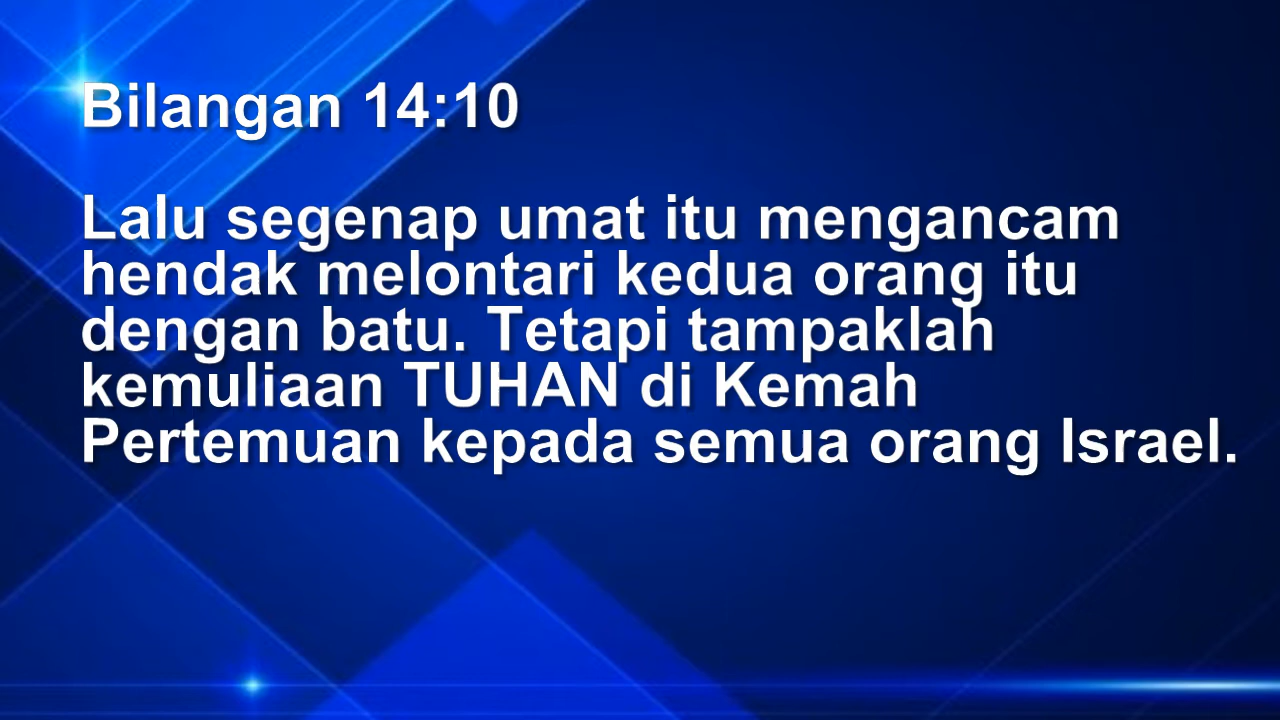 Bilangan 14:10
Lalu segenap umat itu mengancam
hendak melontari kedua orang itu
dengan batu. Tetapi tampaklah
kemuliaan TUHAN di Kemah
Pertemuan kepada semua orang Israel.